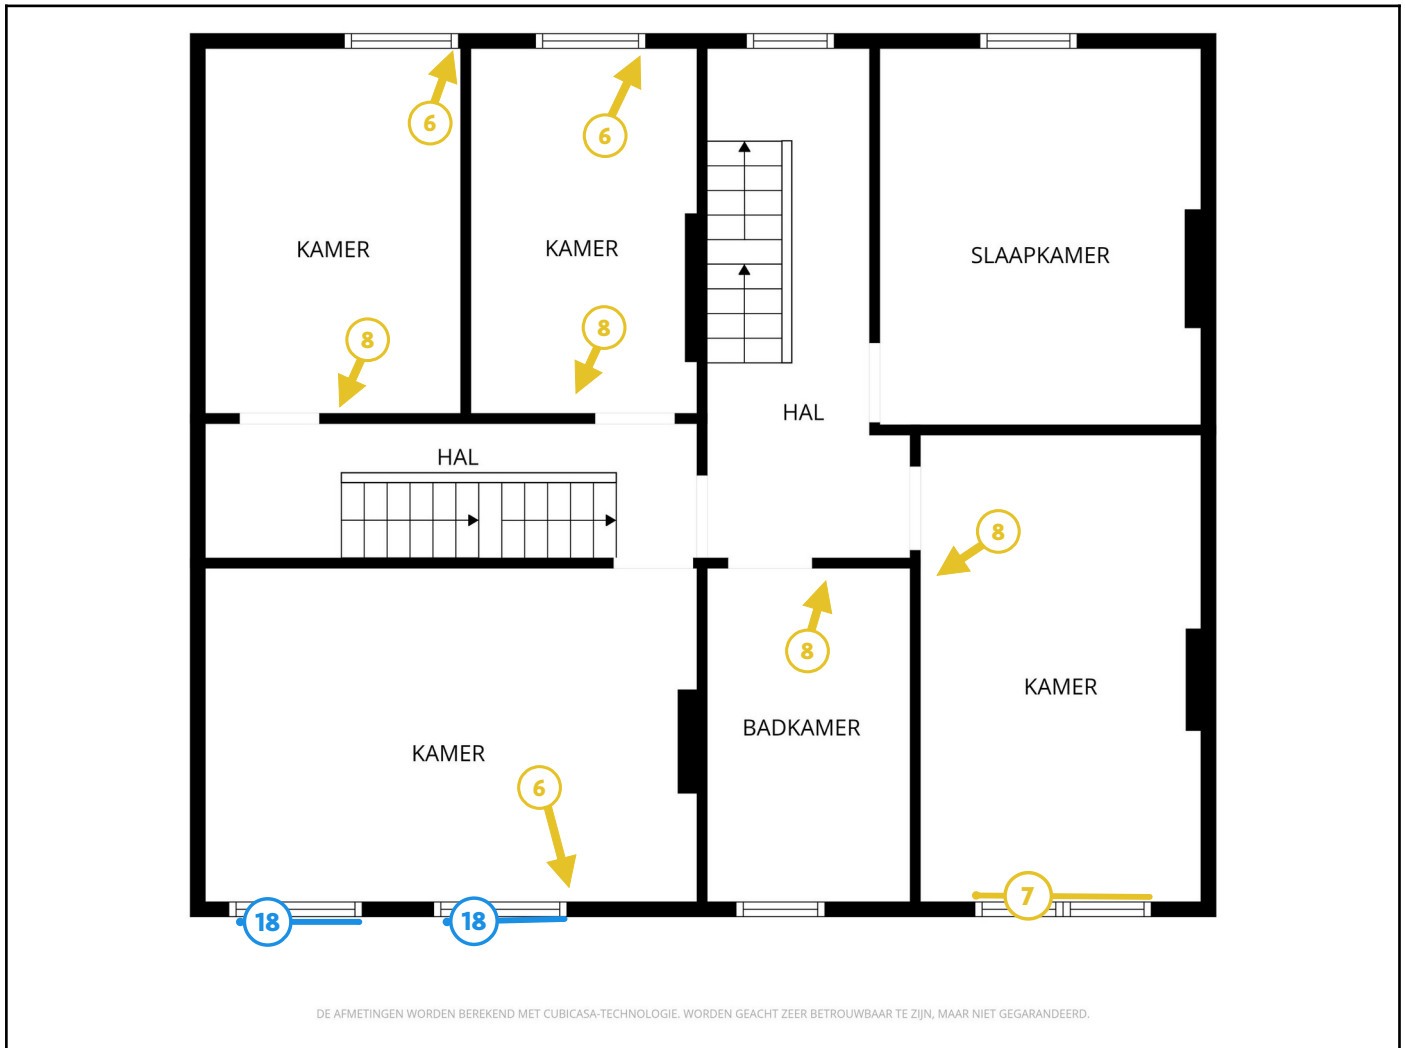 6
6
KAMER
KAMER
SLAAPKAMER
8
8
HAL
HAL
8
8
KAMER
BADKAMER
KAMER
6
7
18
18
DE AFMETINGEN WORDEN BEREKEND MET CUBICASA-TECHNOLOGIE. WORDEN GEACHT ZEER BETROUWBAAR TE ZIJN, MAAR NIET GEGARANDEERD.